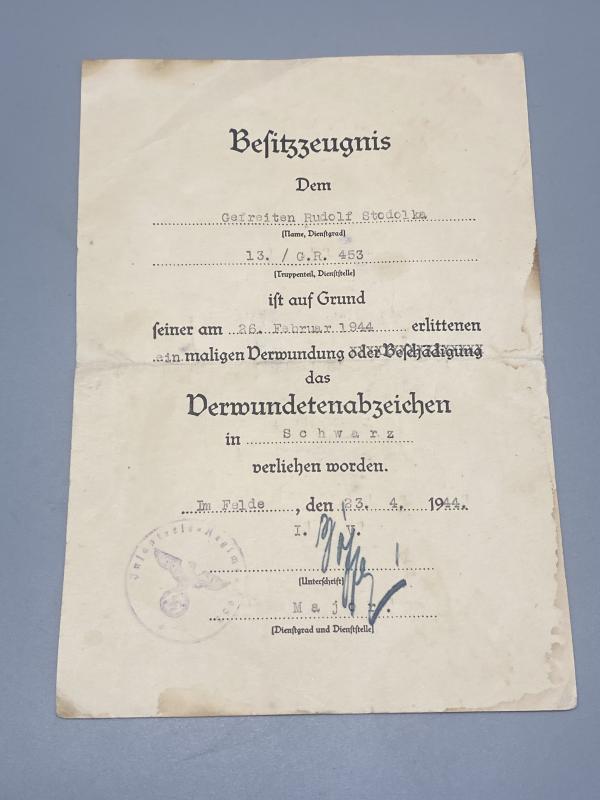 Besitzzeugnis
Dem
Gefreiten Rudolf Stodolka
(Name, Dienstgrad)
13. / G.R. 453
(Truppenteil, Dienststelle)
ist auf Grund
seiner am 26. Februar 1944 erlittenen
ein maligen Verwundung oder Beschädigung
das
Verwundetenabzeichen
in Schwarz
verliehen worden.
Im Felde, den 23. 4. 1944.
I. V.
(Unterschrift)
Major.
(Dienstgrad und Dienststelle)